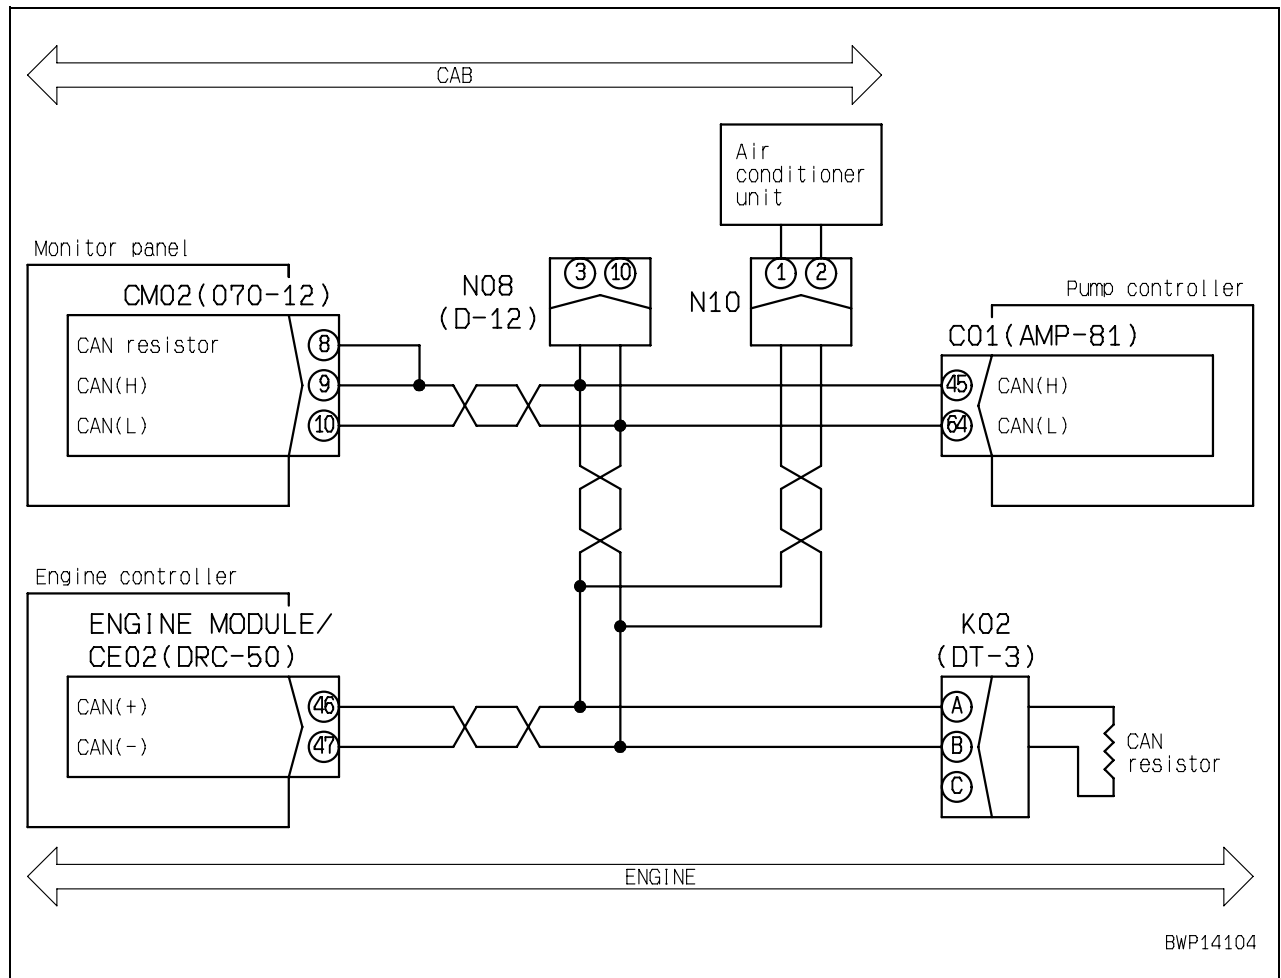 CAB
Air
conditioner
unit
Monitor panel
CM02(070-12)
CAN resistor
8
CAN(H)
9
CAN(L)
10
N08
(D-12)
3 10
N10
1 2
Pump controller
C01(AMP-81)
45 CAN(H)
64 CAN(L)
Engine controller
ENGINE MODULE/
CE02(DRC-50)
CAN(+)
46
CAN(-)
47
K02
(DT-3)
A
B
C
CAN
resistor
ENGINE
BWP14104